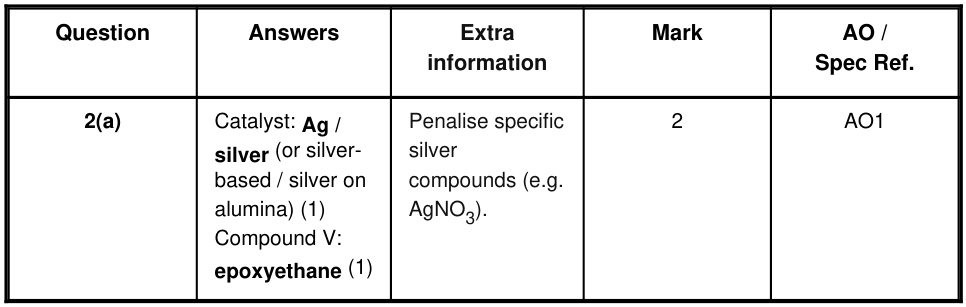 Question
Answers
Extra
information
Mark
AO /
Spec Ref.
2(a)
Catalyst: Ag /
silver (or silver-
based / silver on
alumina) (1)
Compound V:
epoxyethane (1)
Penalise specific
silver
compounds (e.g.
AgNO₃).
2
AO1